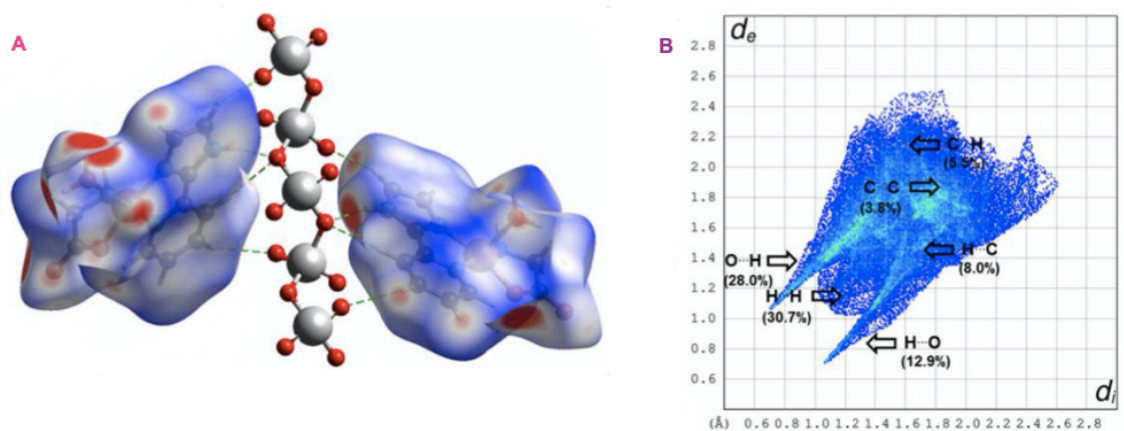 A
B
d_e
2.8
2.6
2.4
2.2
2.0
1.8
1.6
1.4
1.2
1.0
0.8
0.6
C H
(5.5%)
C C
(3.8%)
H C
(8.0%)
O···H
(28.0%)
H H
(30.7%)
H···O
(12.9%)
d_i
(Å) 0.6 0.8 1.0 1.2 1.4 1.6 1.8 2.0 2.2 2.4 2.6 2.8